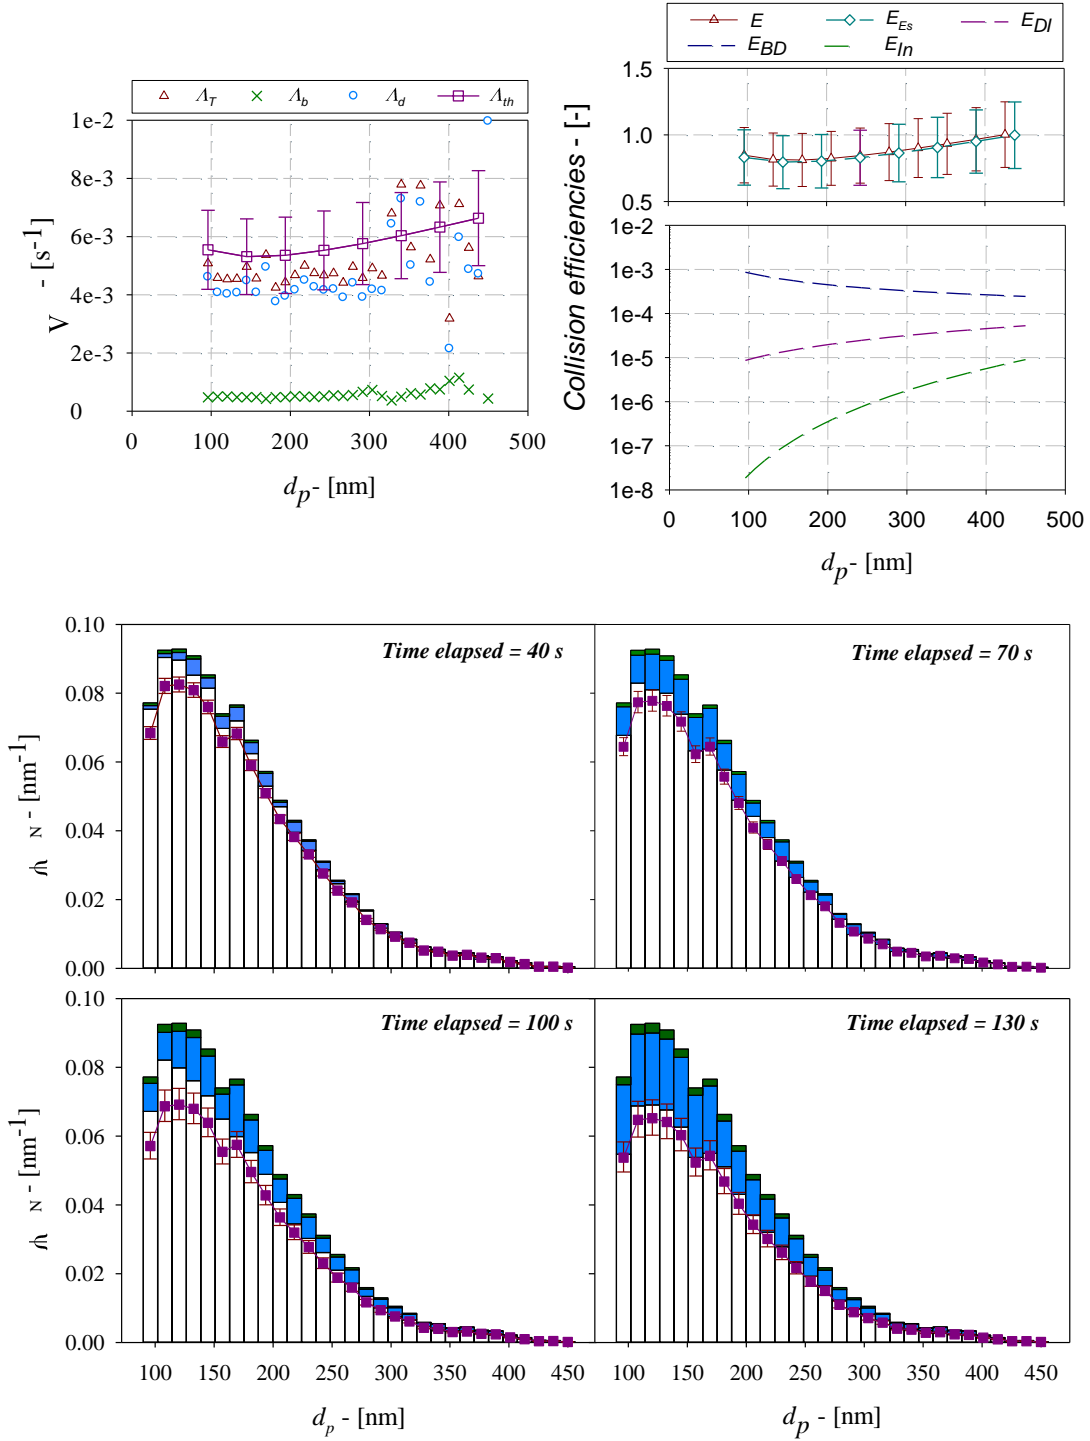 Λ_T Λ_b Λ_d Λ_th
1e-2
8e-3
6e-3
4e-3
2e-3
0
V - [s⁻¹]
0 100 200 300 400 500
d_p - [nm]
E E_Es E_DI
E_BD E_In
1.5
1.0
0.5
1e-2
1e-3
1e-4
1e-5
1e-6
1e-7
1e-8
Collision efficiencies - [-]
0 100 200 300 400 500
d_p - [nm]
Time elapsed = 40 s
Time elapsed = 70 s
0.10
0.08
0.06
0.04
0.02
0.00
N - [nm⁻¹]
Time elapsed = 100 s
Time elapsed = 130 s
0.10
0.08
0.06
0.04
0.02
0.00
N - [nm⁻¹]
100 150 200 250 300 350 400 450
100 150 200 250 300 350 400 450
d_p - [nm]
d_p - [nm]